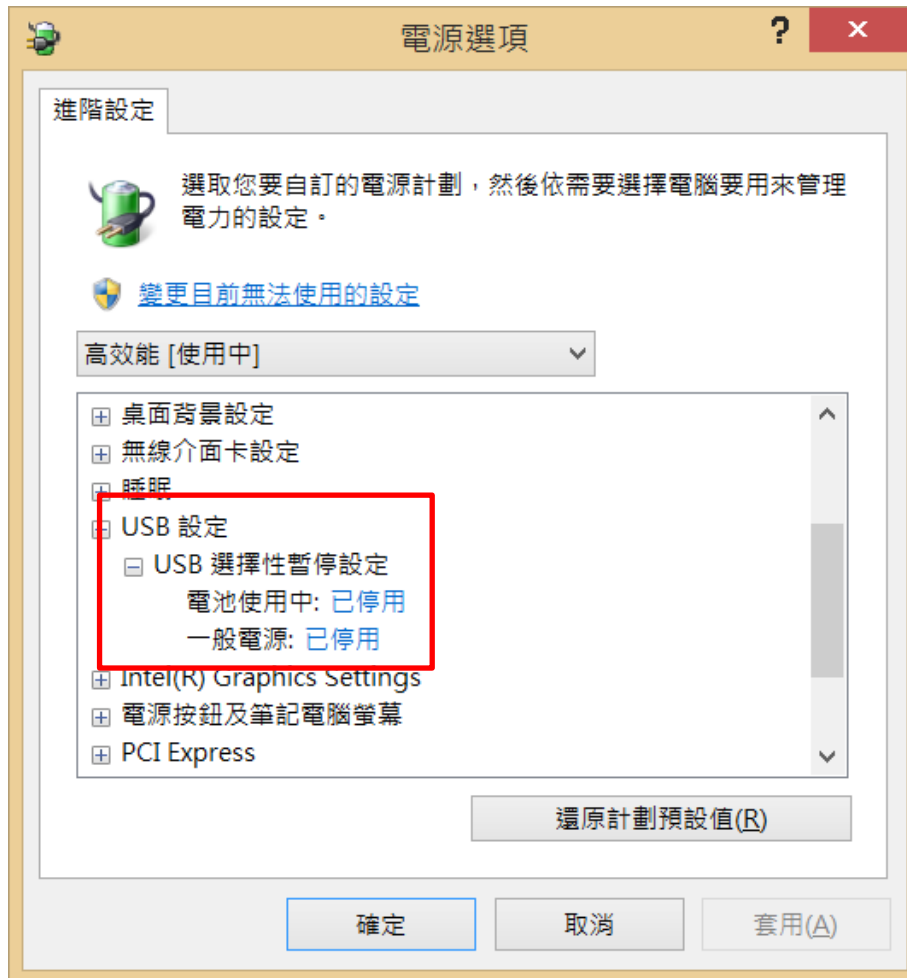 電源選項
?
×
進階設定
選取您要自訂的電源計劃，然後依需要選擇電腦要用來管理
電力的設定。
變更目前無法使用的設定
高效能 [使用中]
桌面背景設定
無線介面卡設定
睡眠
USB 設定
USB 選擇性暫停設定
電池使用中: 已停用
一般電源: 已停用
Intel(R) Graphics Settings
電源按鈕及筆記電腦螢幕
PCI Express
還原計劃預設值(R)
確定
取消
套用(A)